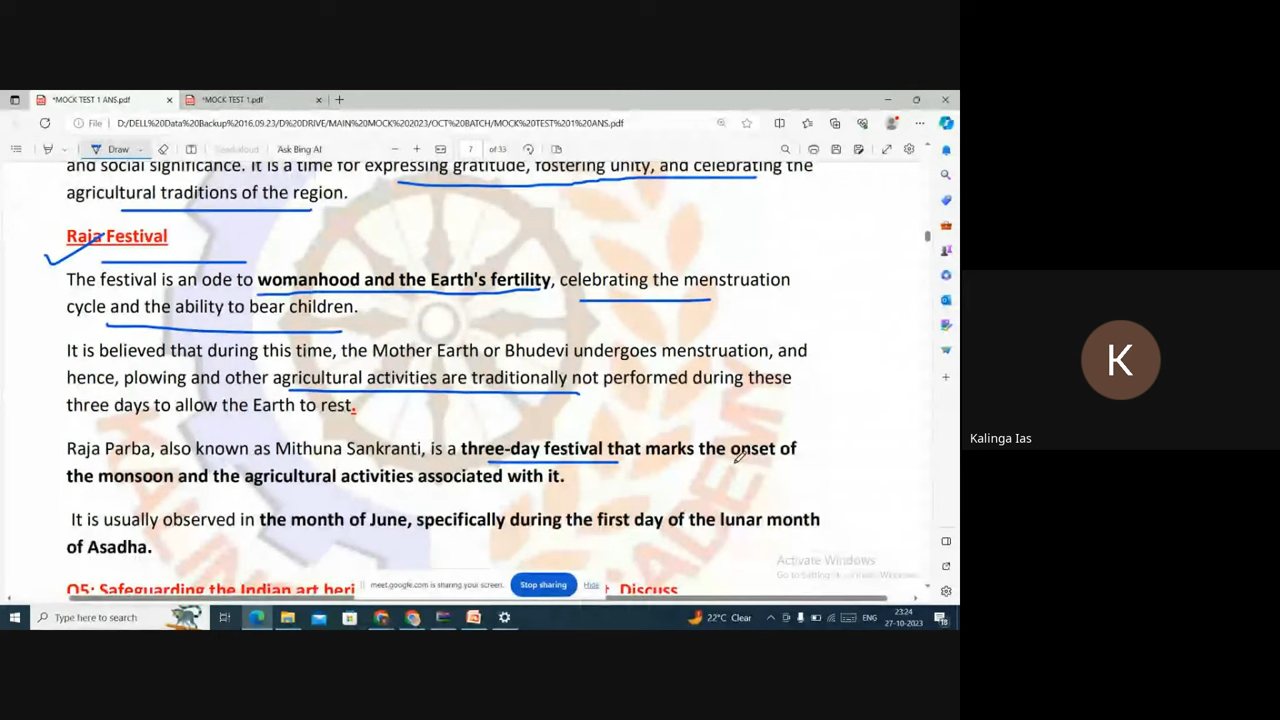 *MOCK TEST 1 ANS.pdf
*MOCK TEST 1.pdf
File D:/DELL%20Data%20Backup%2016.09.23/D%20DRIVE/MAIN%20MOCK%202023/OCT%20BATCH/MOCK%20TEST%201%20ANS.pdf
Draw Read aloud Ask Bing AI 7 of 33
and social significance. It is a time for expressing gratitude, fostering unity, and celebrating the
agricultural traditions of the region.
Raja Festival
The festival is an ode to womanhood and the Earth's fertility, celebrating the menstruation
cycle and the ability to bear children.
It is believed that during this time, the Mother Earth or Bhudevi undergoes menstruation, and
hence, plowing and other agricultural activities are traditionally not performed during these
three days to allow the Earth to rest.
K
Kalinga Ias
Raja Parba, also known as Mithuna Sankranti, is a three-day festival that marks the onset of
the monsoon and the agricultural activities associated with it.
It is usually observed in the month of June, specifically during the first day of the lunar month
of Asadha.
Activate Windows
Go to Settings to activate Windows.
Q5: Safeguarding the Indian art heri
Discuss
meet.google.com is sharing your screen. Stop sharing Hide
Type here to search
22°C Clear ENG 23:24
27-10-2023